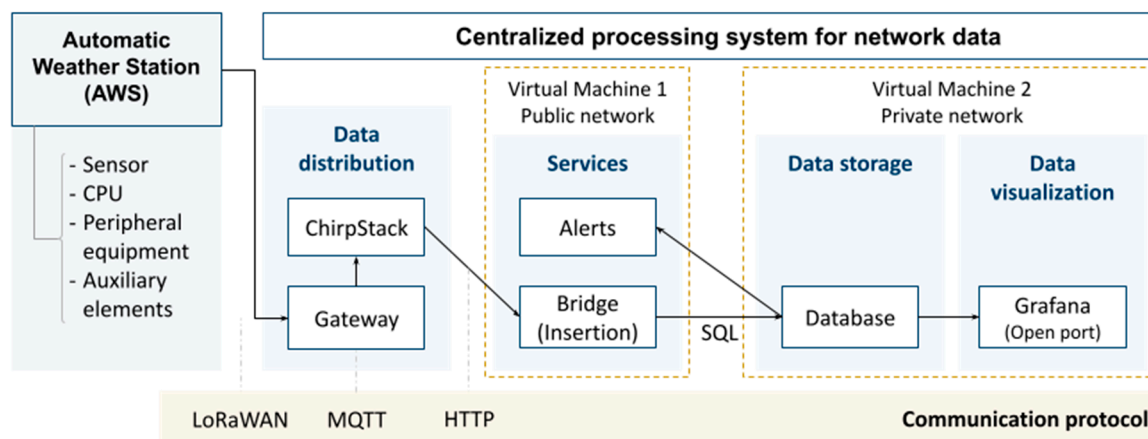 Automatic
Weather Station
(AWS)
- Sensor
- CPU
- Peripheral
equipment
- Auxiliary
elements
Centralized processing system for network data
Data
distribution
ChirpStack
Gateway
Virtual Machine 1
Public network
Services
Alerts
Bridge
(Insertion)
SQL
Virtual Machine 2
Private network
Data storage
Database
Data
visualization
Grafana
(Open port)
LoRaWAN
MQTT
HTTP
Communication protocol